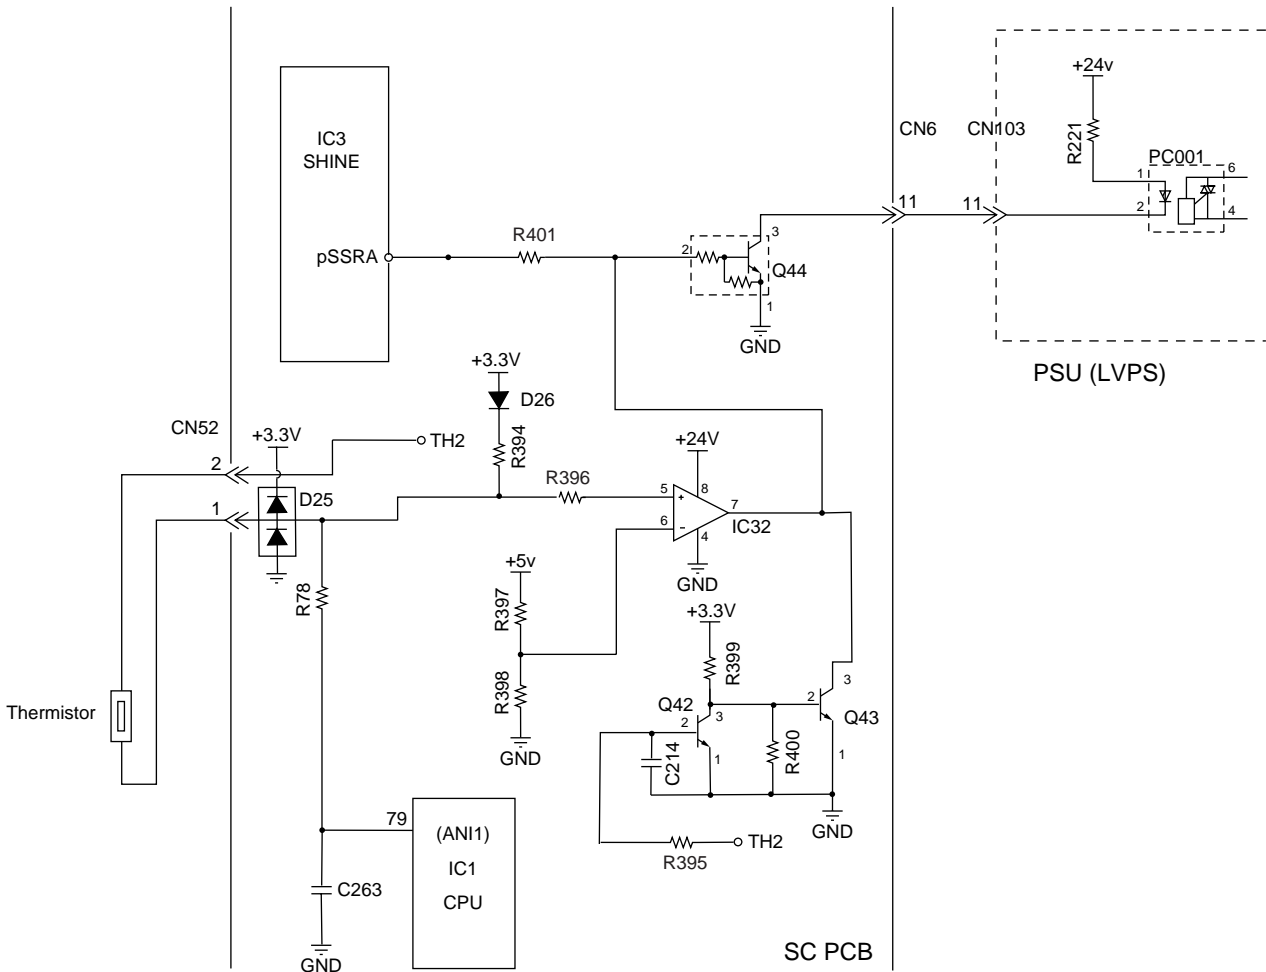 +24v
R221
CN6
CN103
PC001
1
6
2
4
IC3
SHINE
pSSRA
R401
11
11
2
3
Q44
1
GND
PSU (LVPS)
+3.3V
D26
R394
CN52
+3.3V
TH2
2
D25
1
R396
+24V
5
8
+
7
6
-
4
IC32
GND
R78
+5v
R397
R398
GND
+3.3V
R399
Q42
2
3
1
C214
R400
2
3
Q43
1
GND
R395
TH2
Thermistor
79
(ANI1)
IC1
CPU
C263
GND
SC PCB